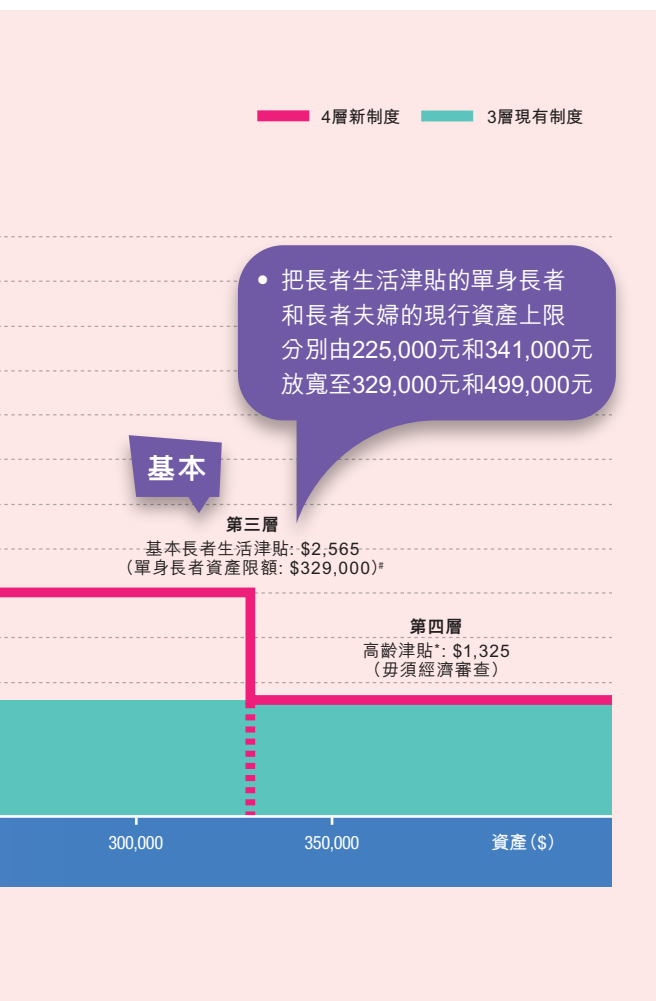 4層新制度 3層現有制度
• 把長者生活津貼的單身長者
和長者夫婦的現行資產上限
分別由225,000元和341,000元
放寬至329,000元和499,000元
基本
第三層
基本長者生活津貼: $2,565
(單身長者資產限額: $329,000)#
第四層
高齡津貼*: $1,325
(毋須經濟審查)
300,000 350,000 資產($)